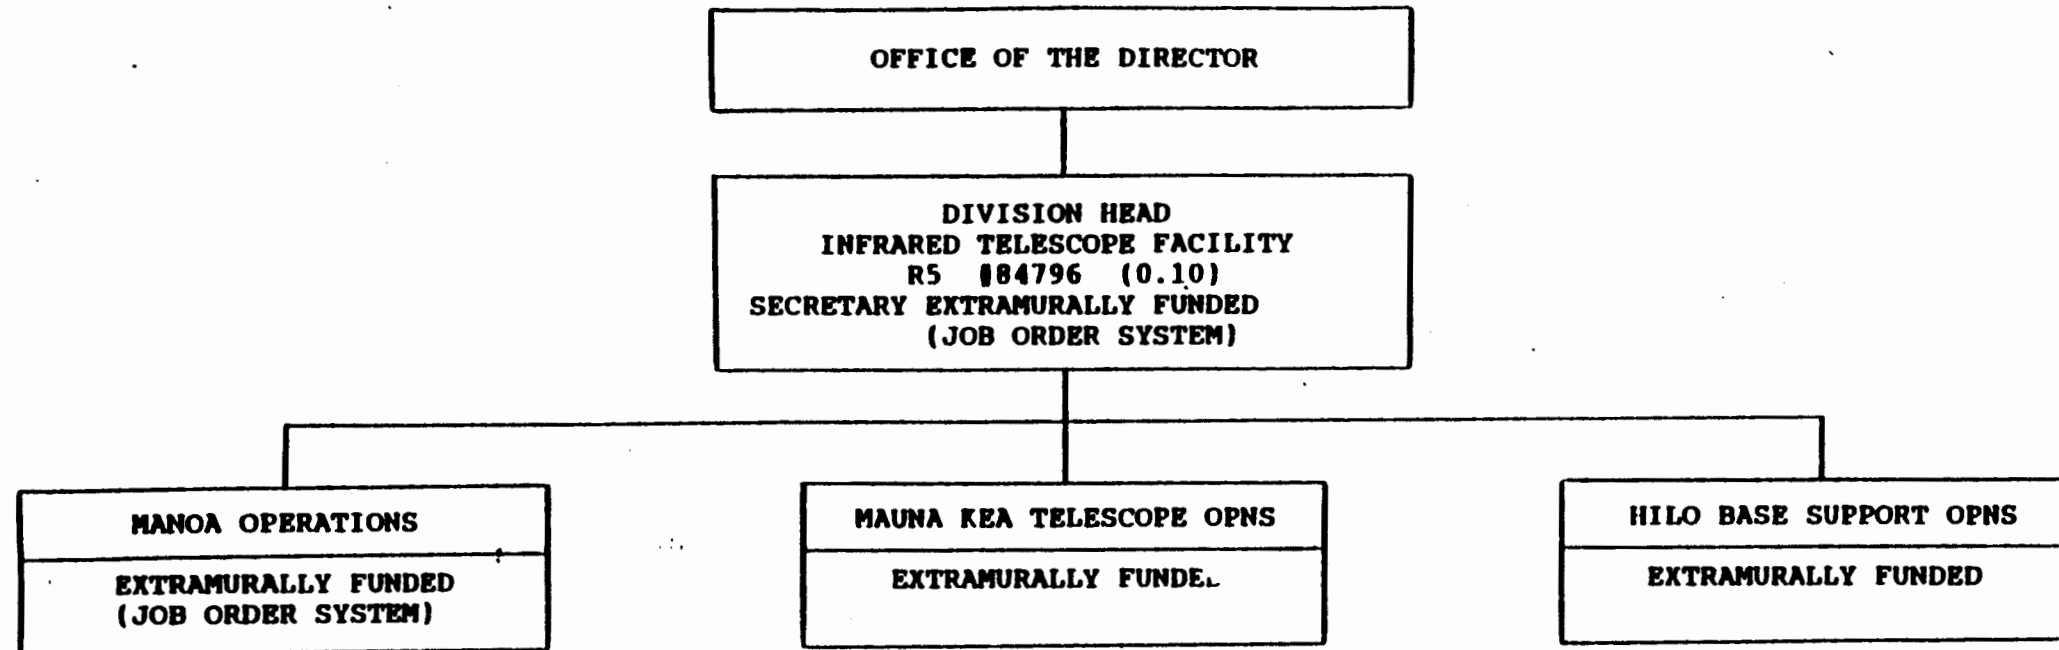 OFFICE OF THE DIRECTOR
DIVISION HEAD
INFRARED TELESCOPE FACILITY
R5 #84796 (0.10)
SECRETARY EXTRAMURALLY FUNDED
(JOB ORDER SYSTEM)
MANOA OPERATIONS
EXTRAMURALLY FUNDED
(JOB ORDER SYSTEM)
MAUNA KEA TELESCOPE OPNS
EXTRAMURALLY FUNDED
HILO BASE SUPPORT OPNS
EXTRAMURALLY FUNDED